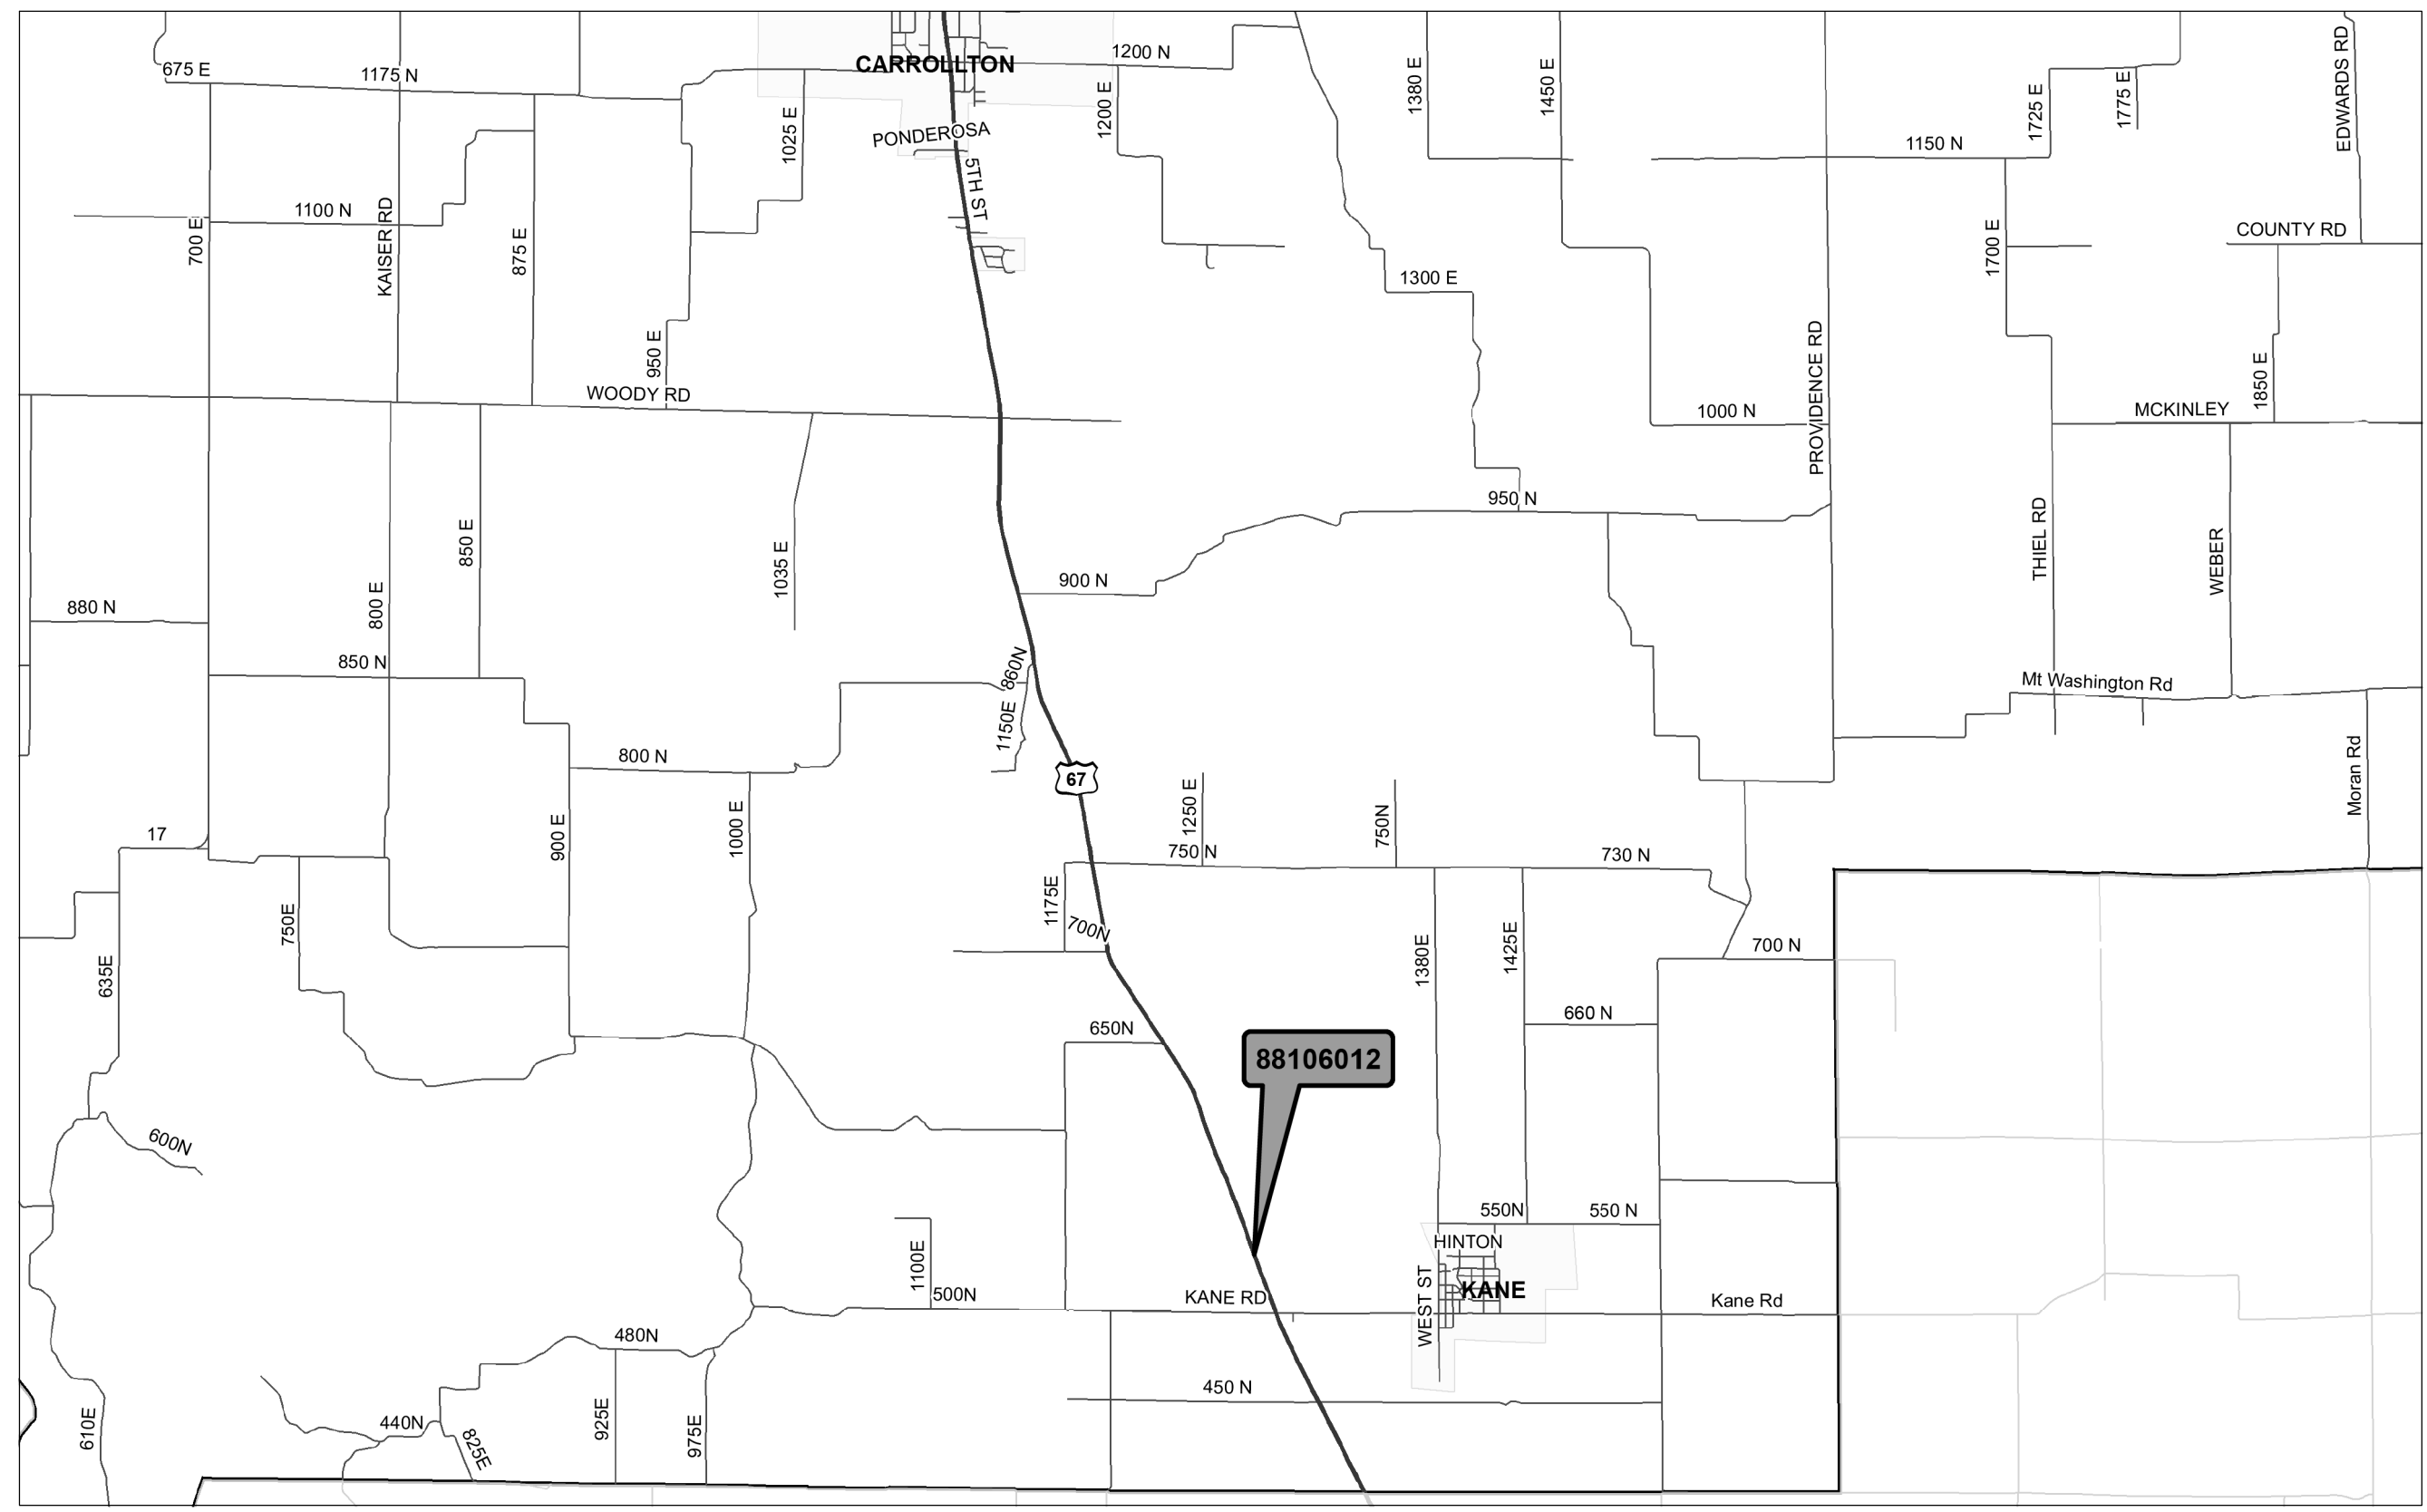 1200 N
CARROLLTON
675 E
1175 N
EDWARDS RD
1380 E
1450 E
1775 E
1725 E
1200 E
1025 E
PONDEROSA
1150 N
5TH ST
1100 N
KAISER RD
700 E
875 E
1700 E
COUNTY RD
1300 E
950 E
PROVIDENCE RD
1850 E
WOODY RD
1000 N
MCKINLEY
950 N
850 E
1035 E
THIEL RD
WEBER
900 N
800 E
880 N
850 N
860N
Mt Washington Rd
1150E
800 N
67
Moran Rd
1250 E
750N
900 E
1000 E
17
750 N
730 N
1175E
750E
700N
1380E
1425E
700 N
635E
660 N
650N
88106012
600N
550N
550 N
HINTON
1100E
KANE
500N
KANE RD
WEST ST
Kane Rd
480N
450 N
610E
440N
825E
925E
975E